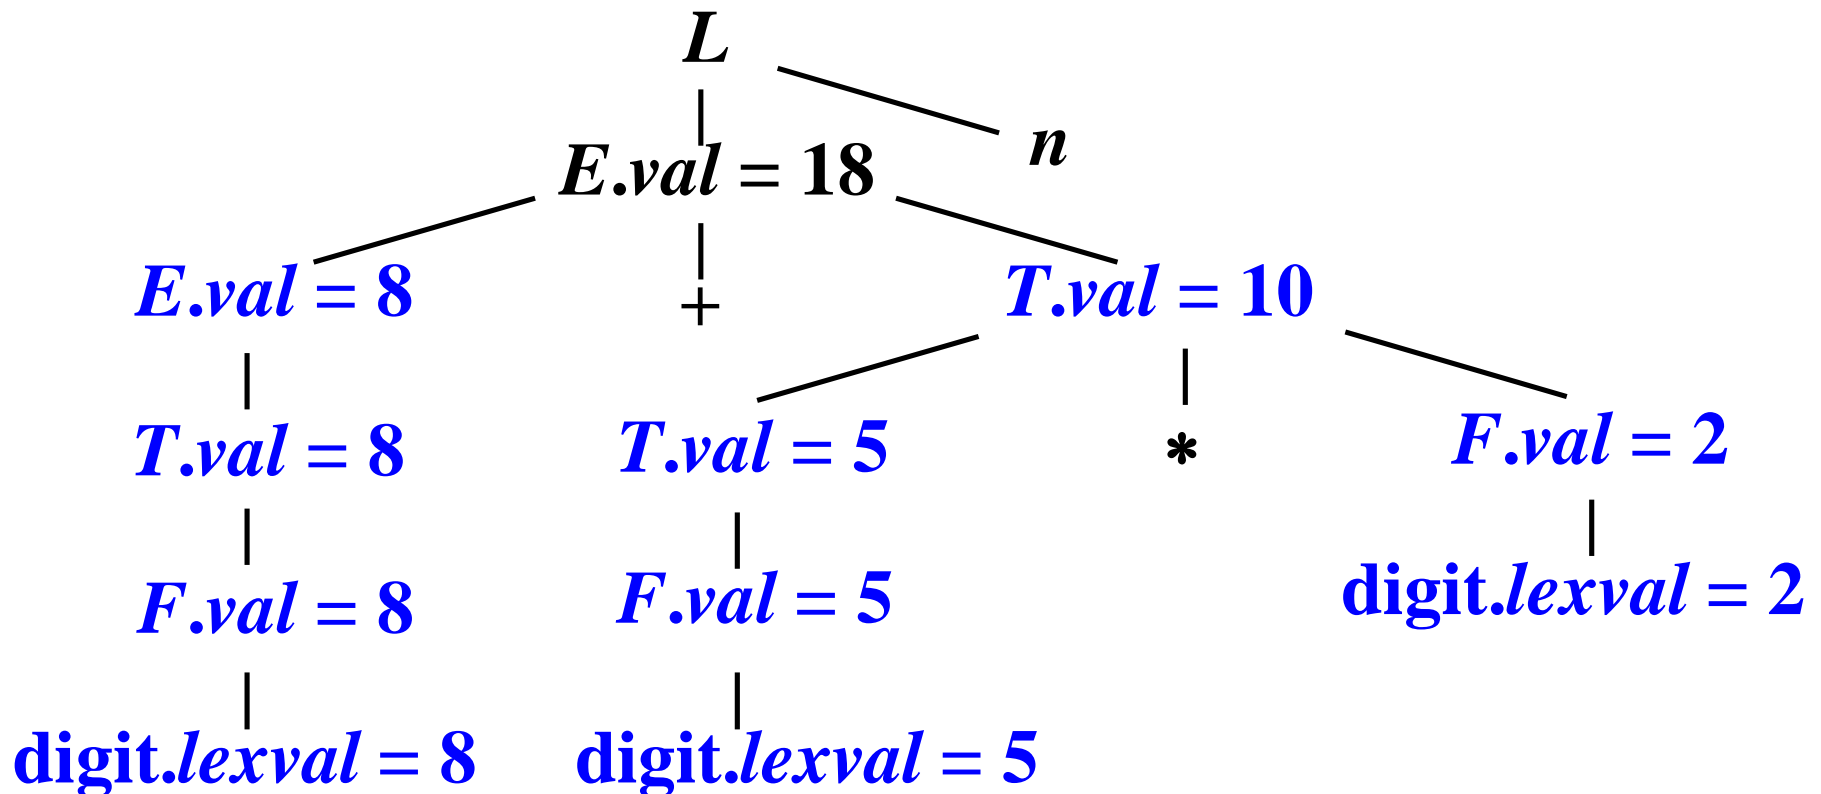 L
n
E.val = 18
E.val = 8
+
T.val = 10
T.val = 8
T.val = 5
*
F.val = 2
F.val = 8
F.val = 5
digit.lexval = 2
digit.lexval = 8
digit.lexval = 5